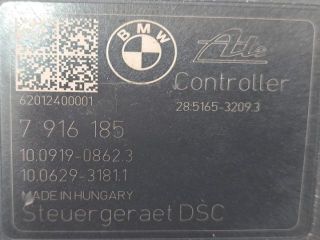 BMW
Ate
Controller
62012400001
28.5165-3209.3
7 916 185
10.0919-0862.3
10.0629-3181.1
MADE IN HUNGARY
Steuergeraet DSC